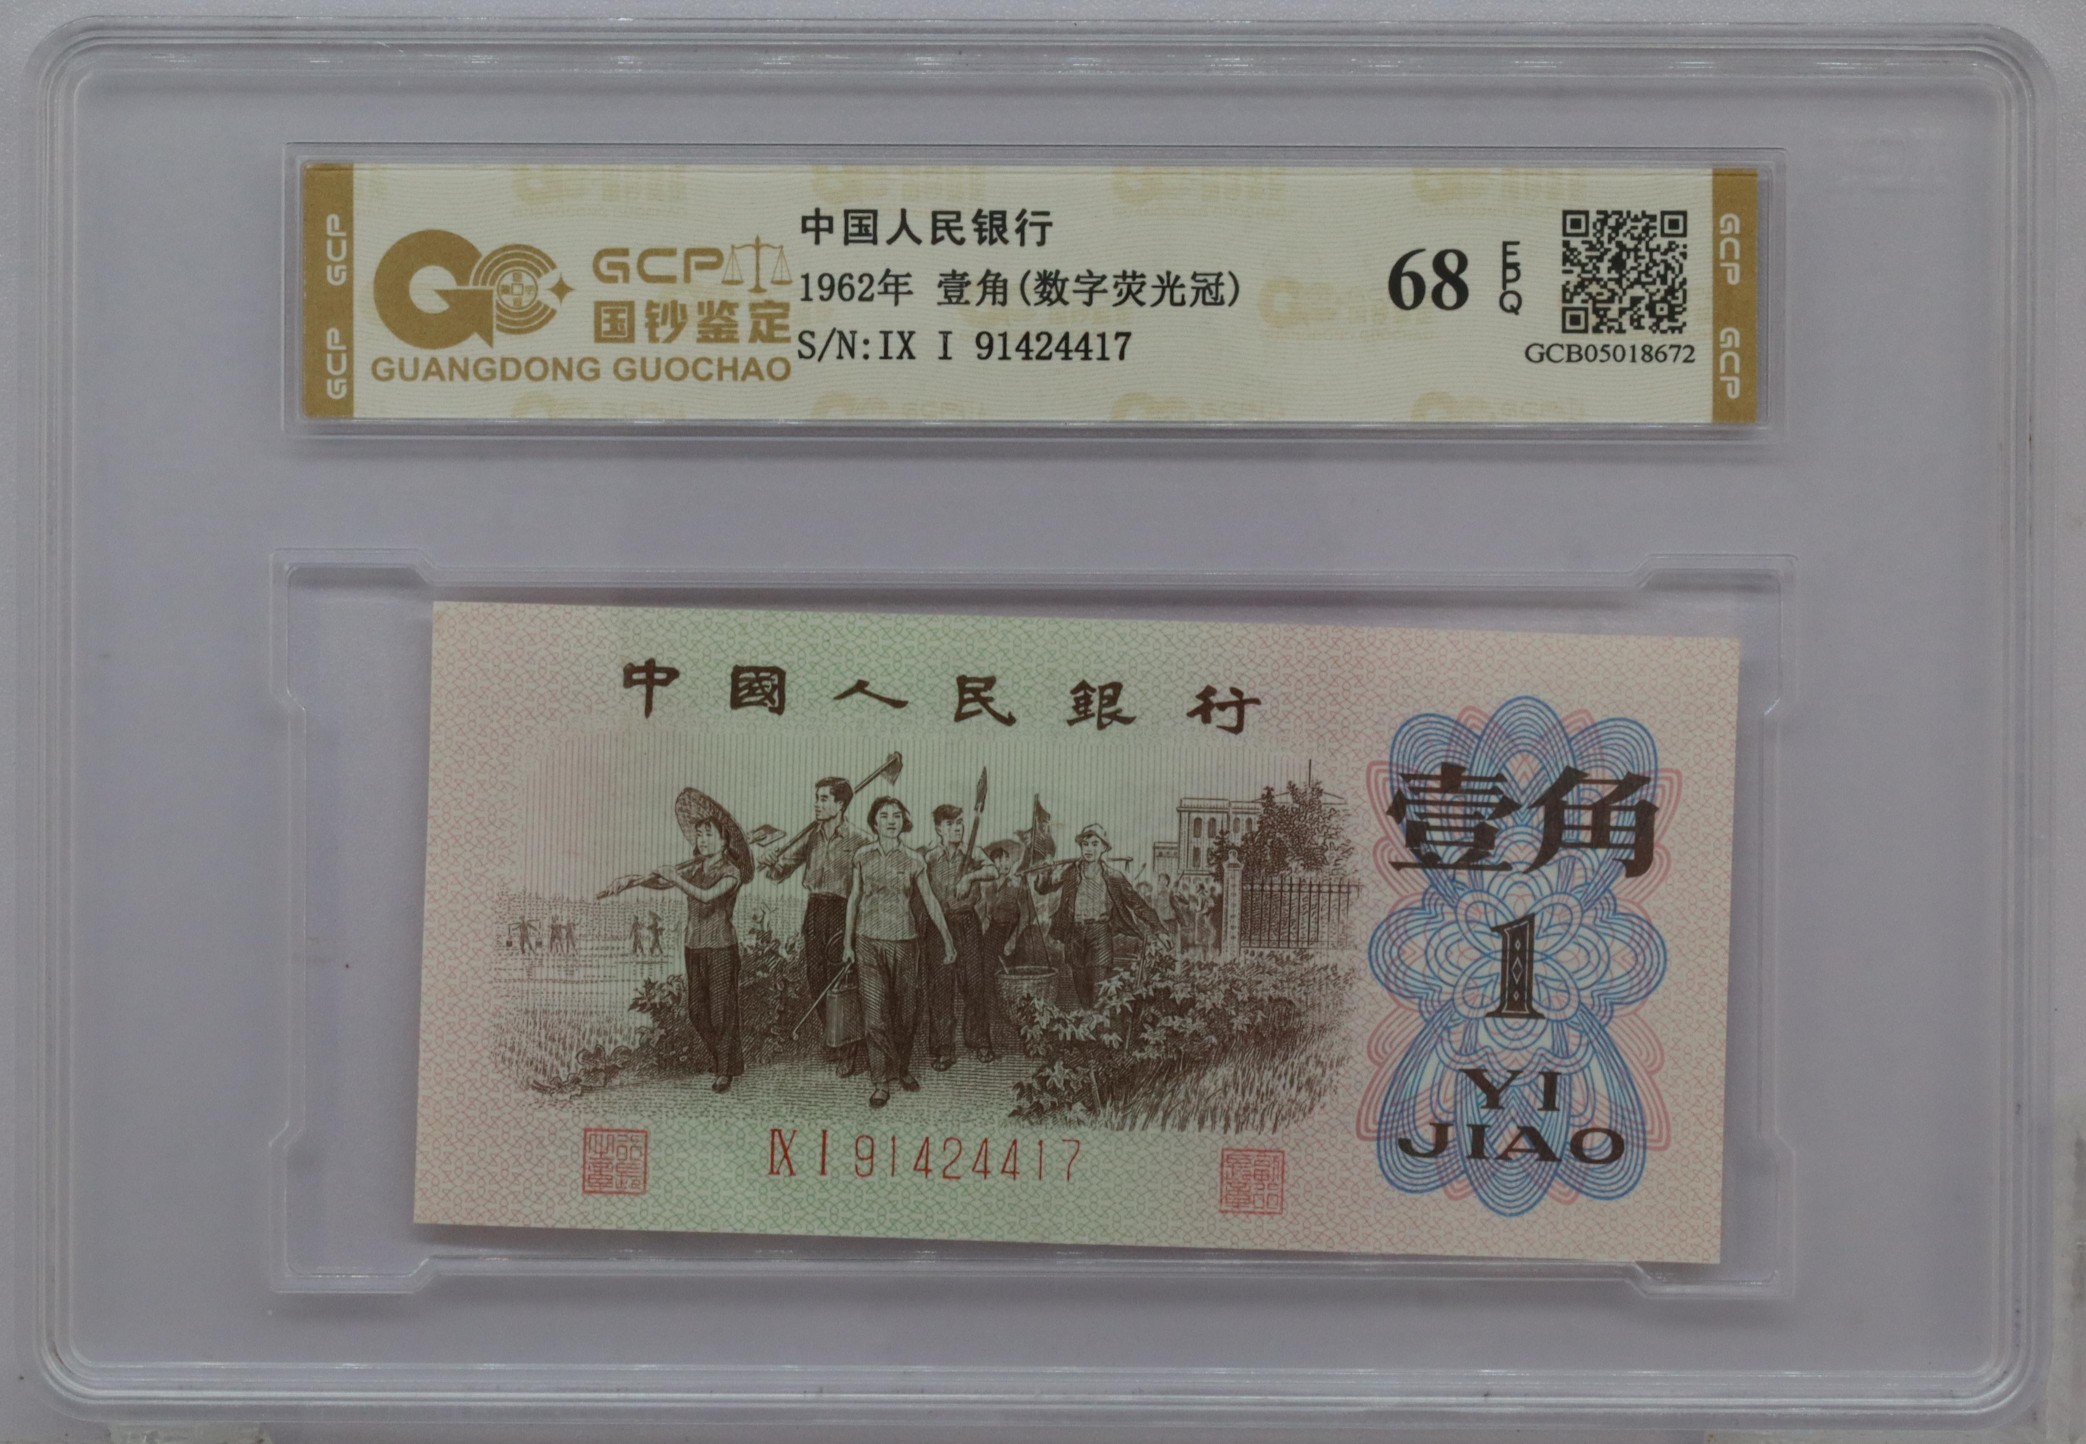 GCP
GCP
GCP
国钞鉴定
GUANGDONG GUOCHAO
中国人民银行
1962年 壹角(数字荧光冠)
S/N:IX I 91424417
68
EPQ
GCB05018672
GCP
GCP
中國人民銀行
壹角
1
YI
JIAO
IX I 91424417